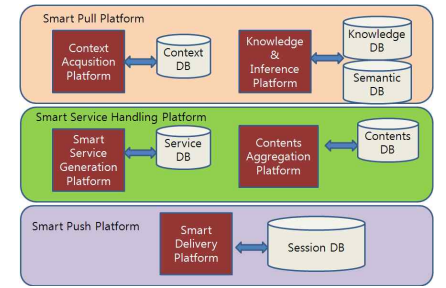 Smart Pull Platform
Context
Acqusition
Platform
Context
DB
Knowledge
&
Inference
Platform
Knowledge
DB
Semantic
DB
Smart Service Handling Platform
Smart
Service
Generation
Platform
Service
DB
Contents
Aggregation
Platform
Contents
DB
Smart Push Platform
Smart
Delivery
Platform
Session DB